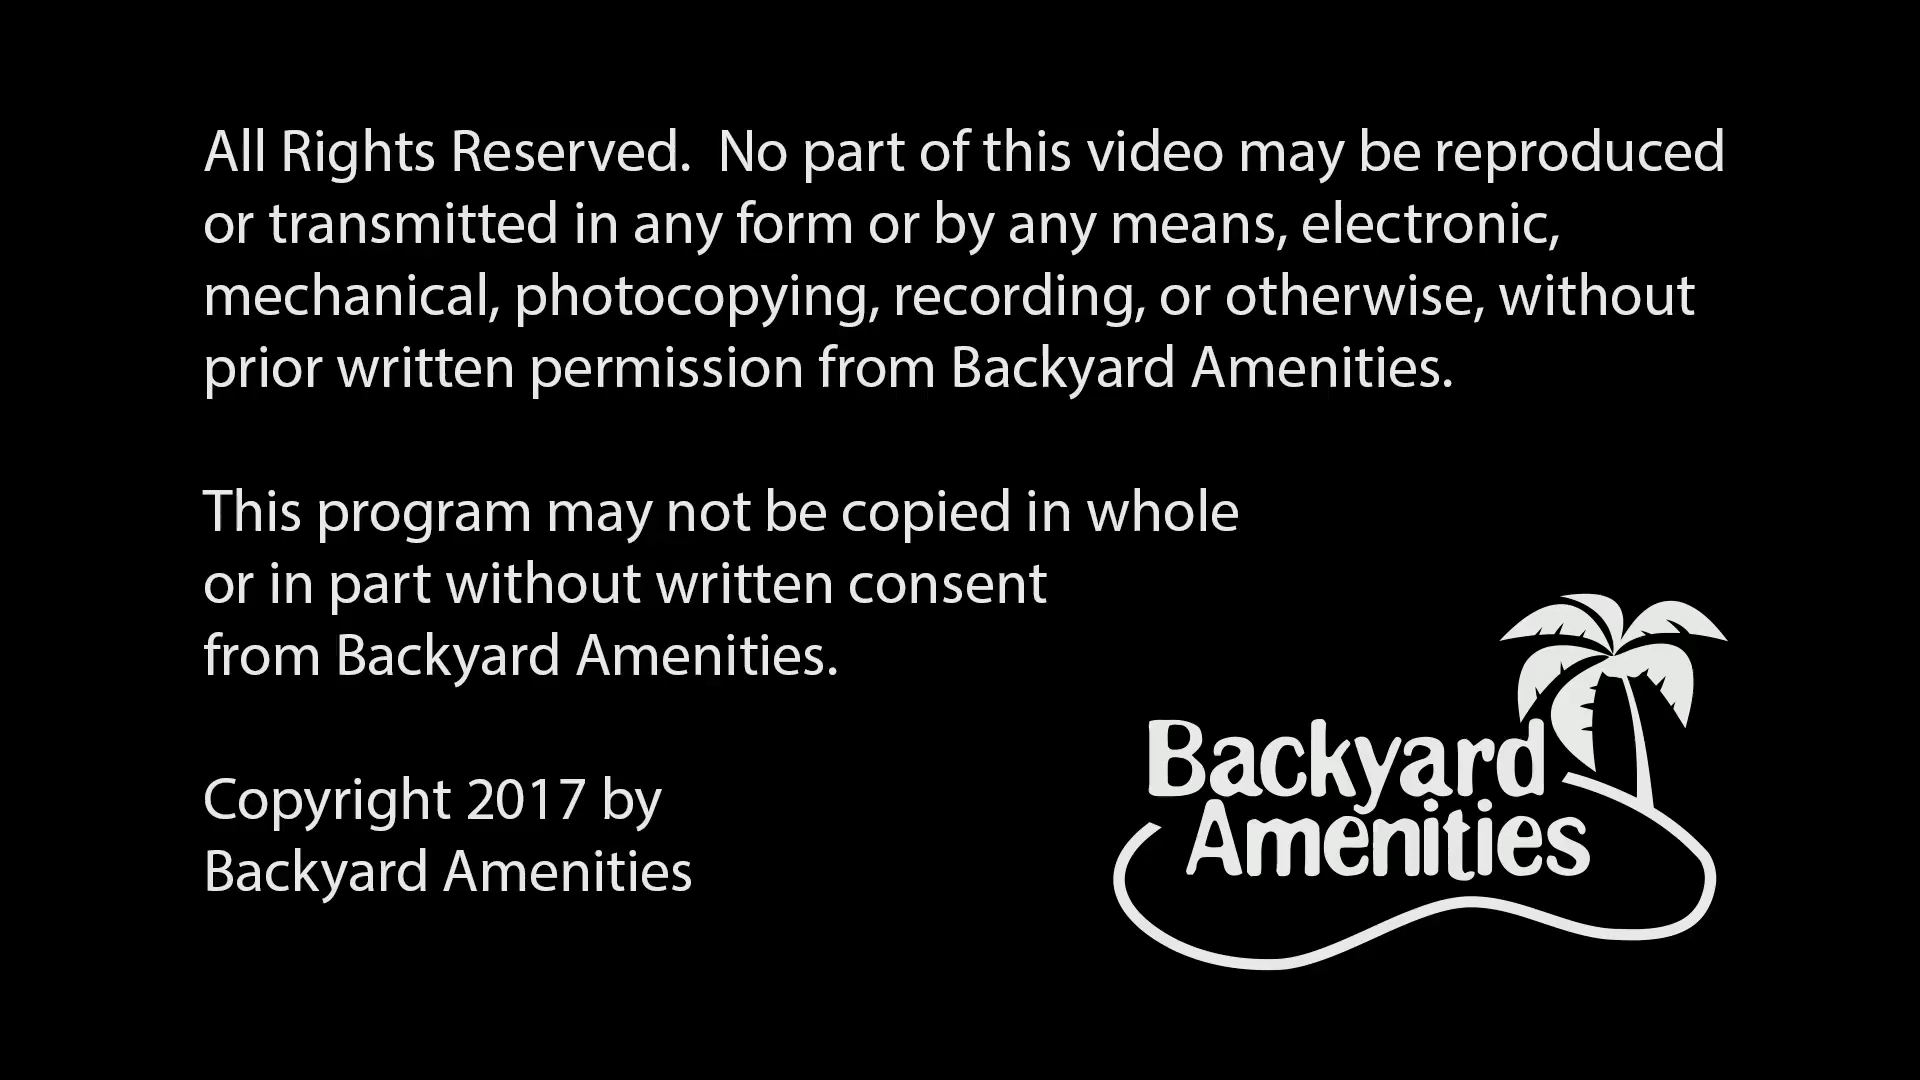 All Rights Reserved.  No part of this video may be reproduced
or transmitted in any form or by any means, electronic,
mechanical, photocopying, recording, or otherwise, without
prior written permission from Backyard Amenities.
This program may not be copied in whole
or in part without written consent
from Backyard Amenities.
Copyright 2017 by
Backyard Amenities
Backyard
Amenities